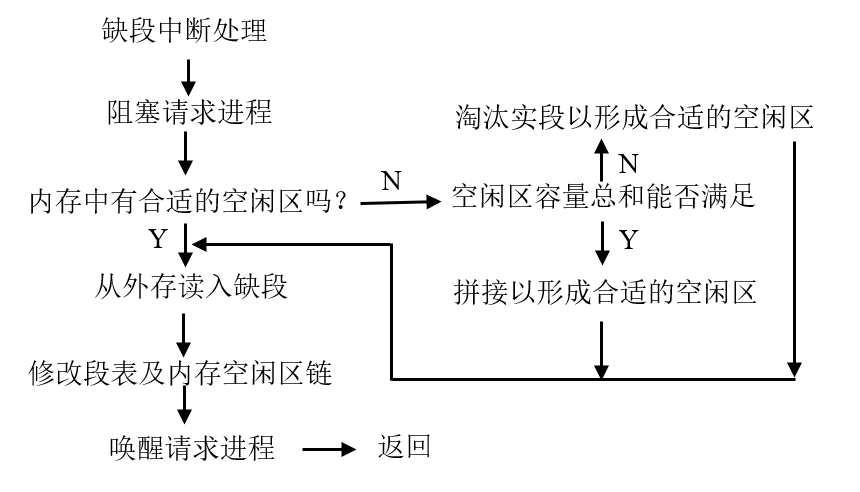 缺段中断处理
阻塞请求进程
内存中有合适的空闲区吗？
N
Y
从外存读入缺段
修改段表及内存空闲区链
唤醒请求进程
返回
淘汰实段以形成合适的空闲区
N
空闲区容量总和能否满足
Y
拼接以形成合适的空闲区